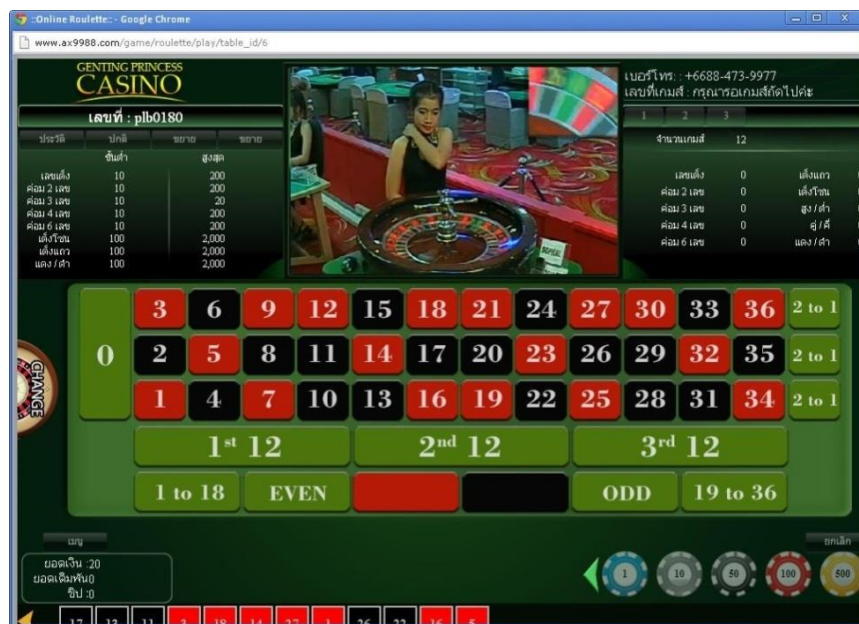 ::Online Roulette:: - Google Chrome
www.ax9988.com/game/roulette/play/table_id/6
GENTING PRINCESS
CASINO
เลขที่ : plb0180
ประวัติ ปกติ ขยาย ขยาย
ขั้นต่ำ สูงสุด
เลขเต็ง 10 200
ค่อม 2 เลข 10 200
ค่อม 3 เลข 10 20
ค่อม 4 เลข 10 200
ค่อม 6 เลข 10 200
เต็งโซน 100 2,000
เต็งแถว 100 2,000
แดง / ดำ 100 2,000
เบอร์โทร: : +6688-473-9977
เลขที่เกมส์ : กรุณารอเกมส์ถัดไปค่ะ
1 2 3
จำนวนเกมส์ 12
เลขเต็ง 0 เต็งแถว
ค่อม 2 เลข 0 เต็งโซน
ค่อม 3 เลข 0 สูง / ต่ำ
ค่อม 4 เลข 0 คู่ / คี่
ค่อม 6 เลข 0 แดง / ดำ
3 6 9 12 15 18 21 24 27 30 33 36 2 to 1
0 2 5 8 11 14 17 20 23 26 29 32 35 2 to 1
1 4 7 10 13 16 19 22 25 28 31 34 2 to 1
CHANGE
1st 12 2nd 12 3rd 12
1 to 18 EVEN ODD 19 to 36
เมนู
ยกเลิก
ยอดเงิน :20
ยอดเดิมพัน0
ชิป :0
1 10 50 100 500
17 13 11 3 18 14 27 1 26 22 16 5